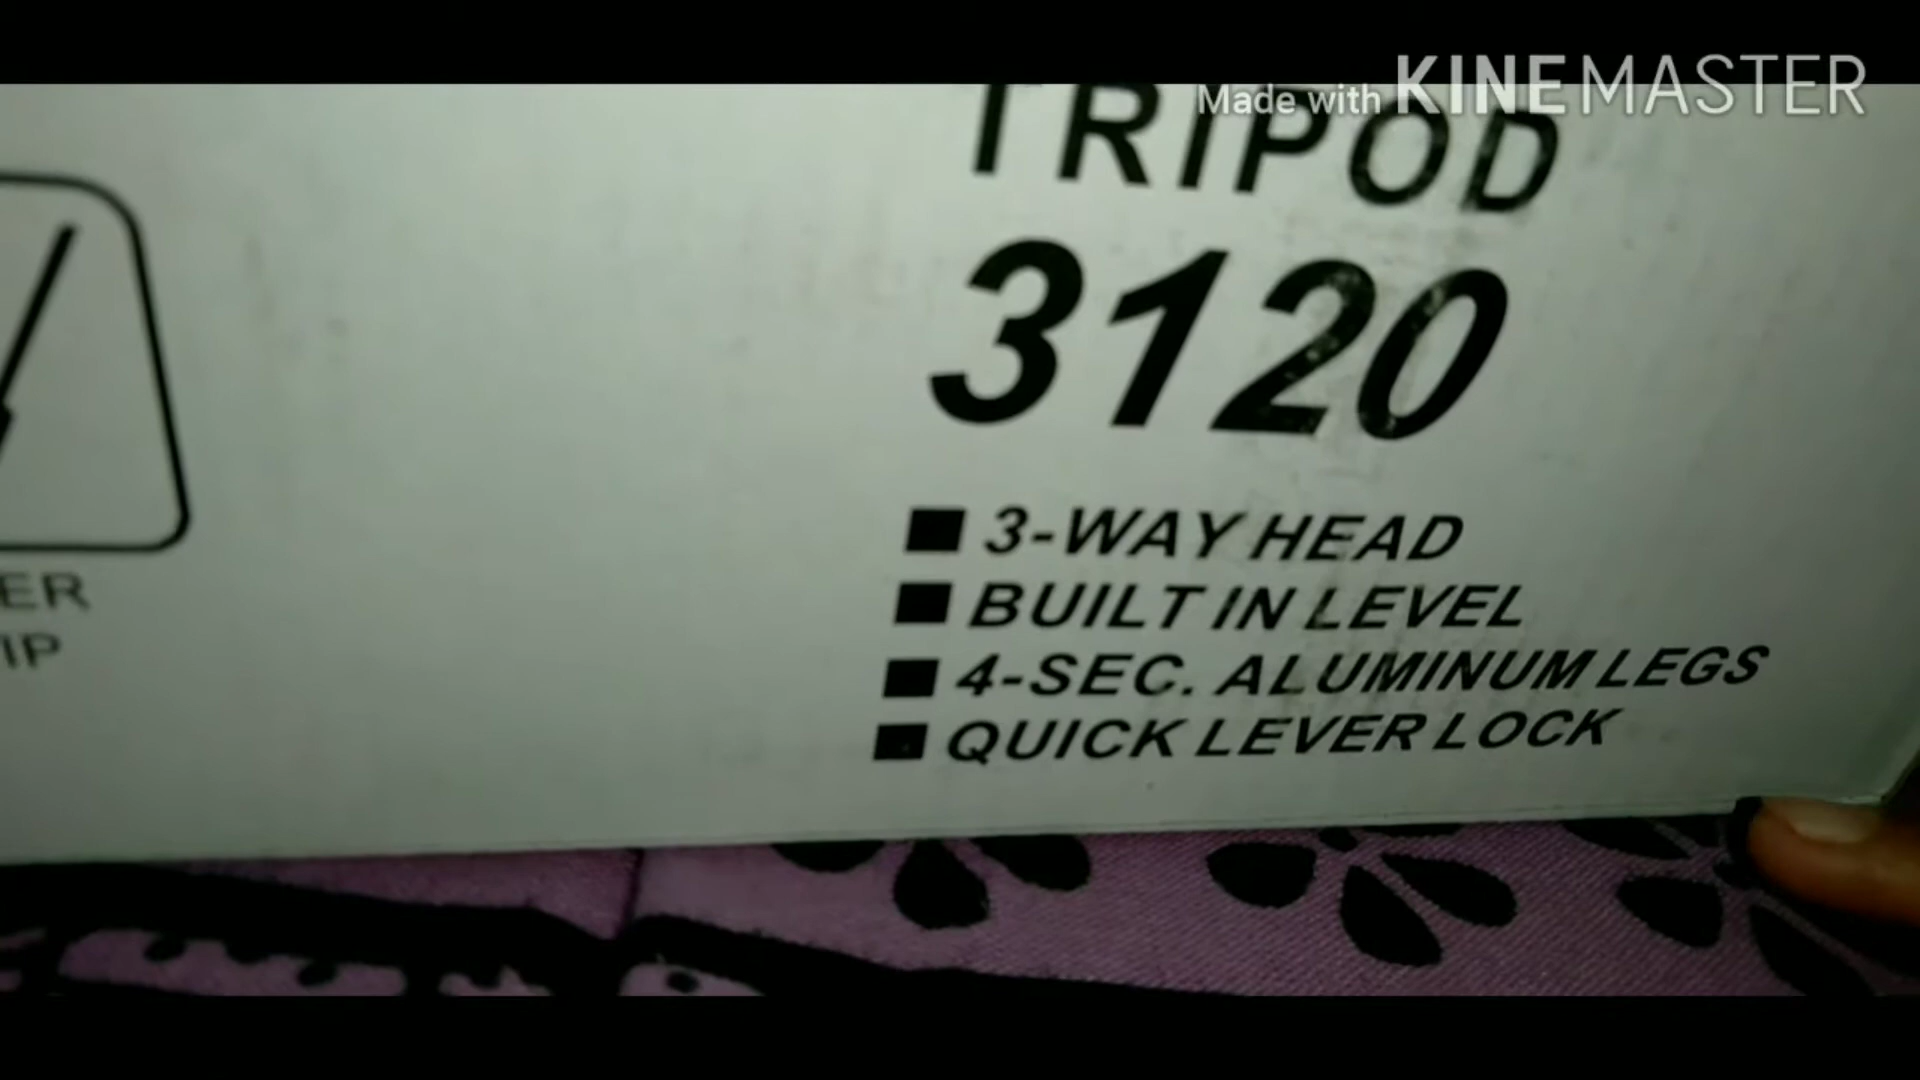 Made with KINEMASTER
TRIPOD
3120
3-WAY HEAD
BUILT IN LEVEL
4-SEC. ALUMINUM LEGS
QUICK LEVER LOCK
ER
IP